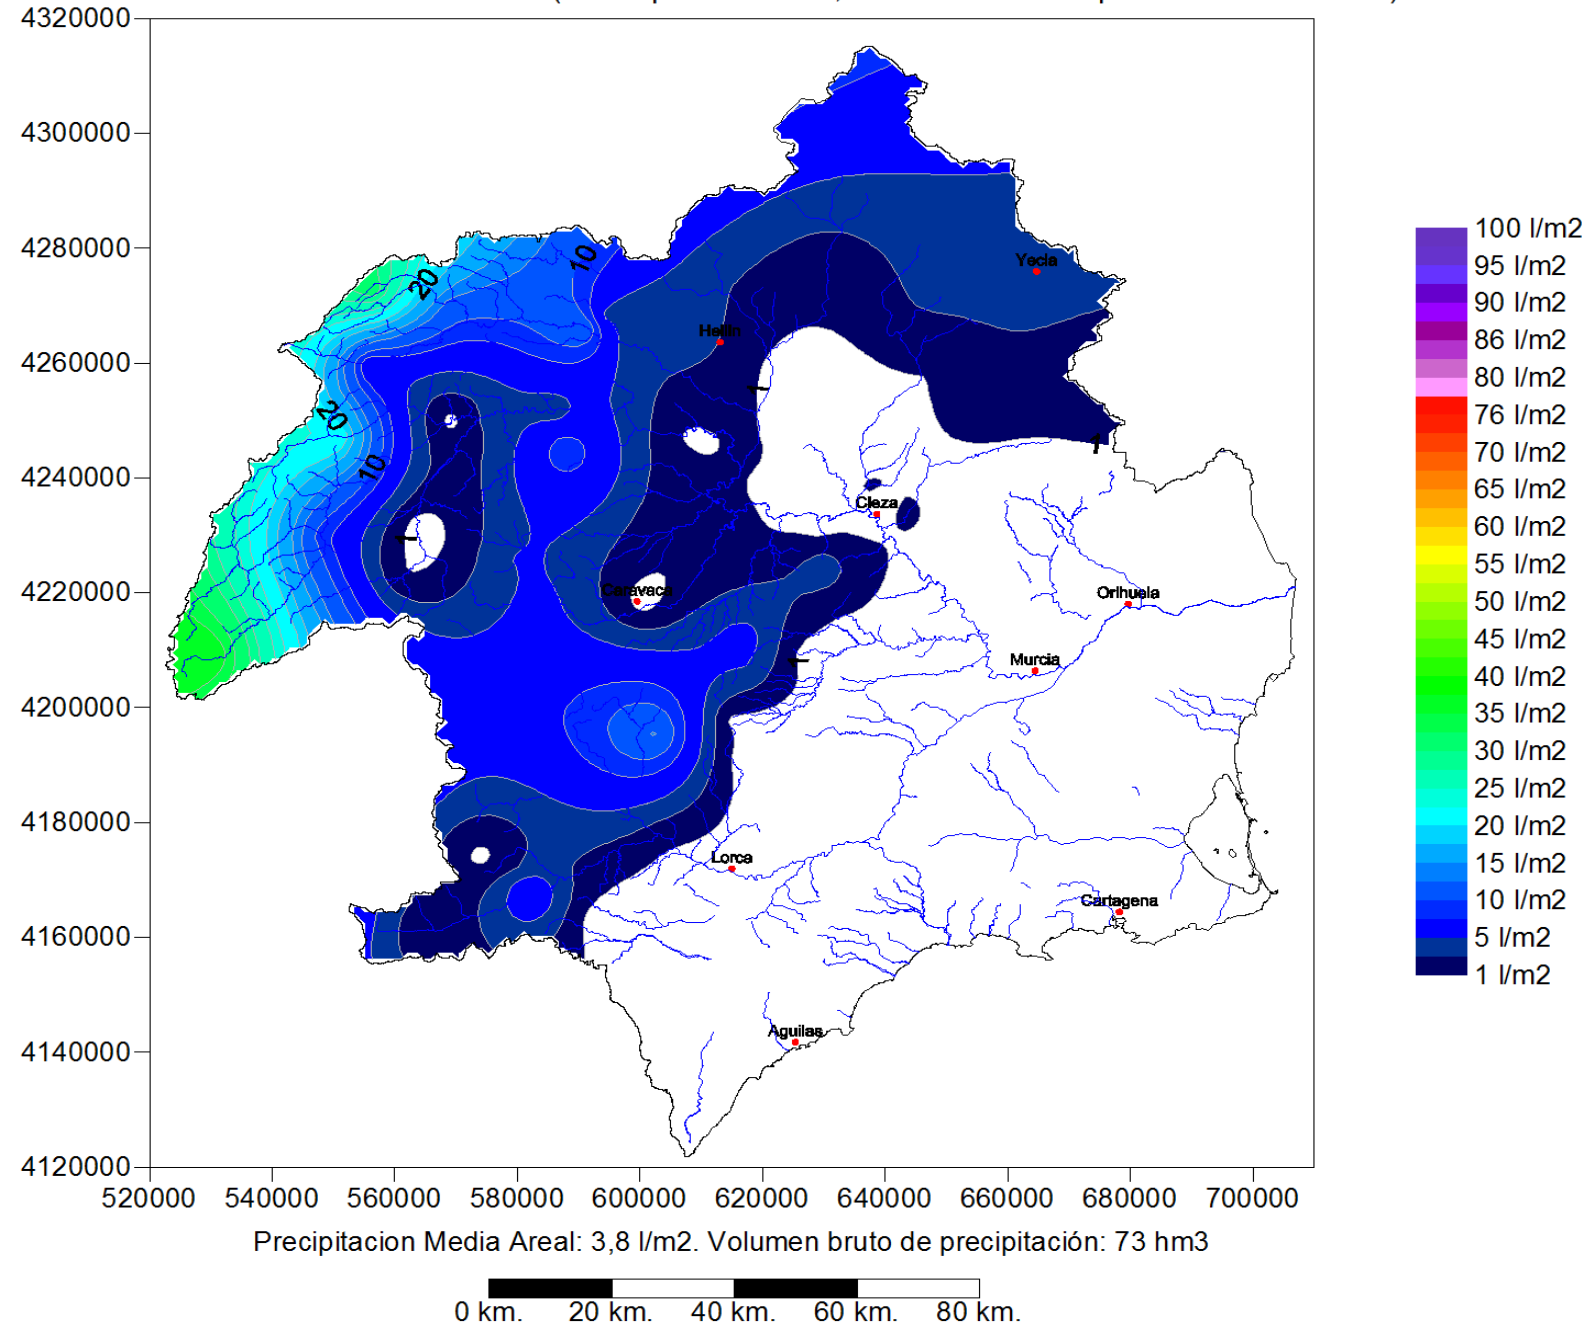 4320000
4300000
4280000
4260000
4240000
4220000
4200000
4180000
4160000
4140000
4120000
520000 540000 560000 580000 600000 620000 640000 660000 680000 700000
10
20
20
10
1
1
1
1
Yecla
Hellin
Cieza
Caravaca
Orihuela
Murcia
Lorca
Cartagena
Aguilas
100 l/m2
95 l/m2
90 l/m2
86 l/m2
80 l/m2
76 l/m2
70 l/m2
65 l/m2
60 l/m2
55 l/m2
50 l/m2
45 l/m2
40 l/m2
35 l/m2
30 l/m2
25 l/m2
20 l/m2
15 l/m2
10 l/m2
5 l/m2
1 l/m2
Precipitacion Media Areal: 3,8 l/m2. Volumen bruto de precipitación: 73 hm3
0 km. 20 km. 40 km. 60 km. 80 km.